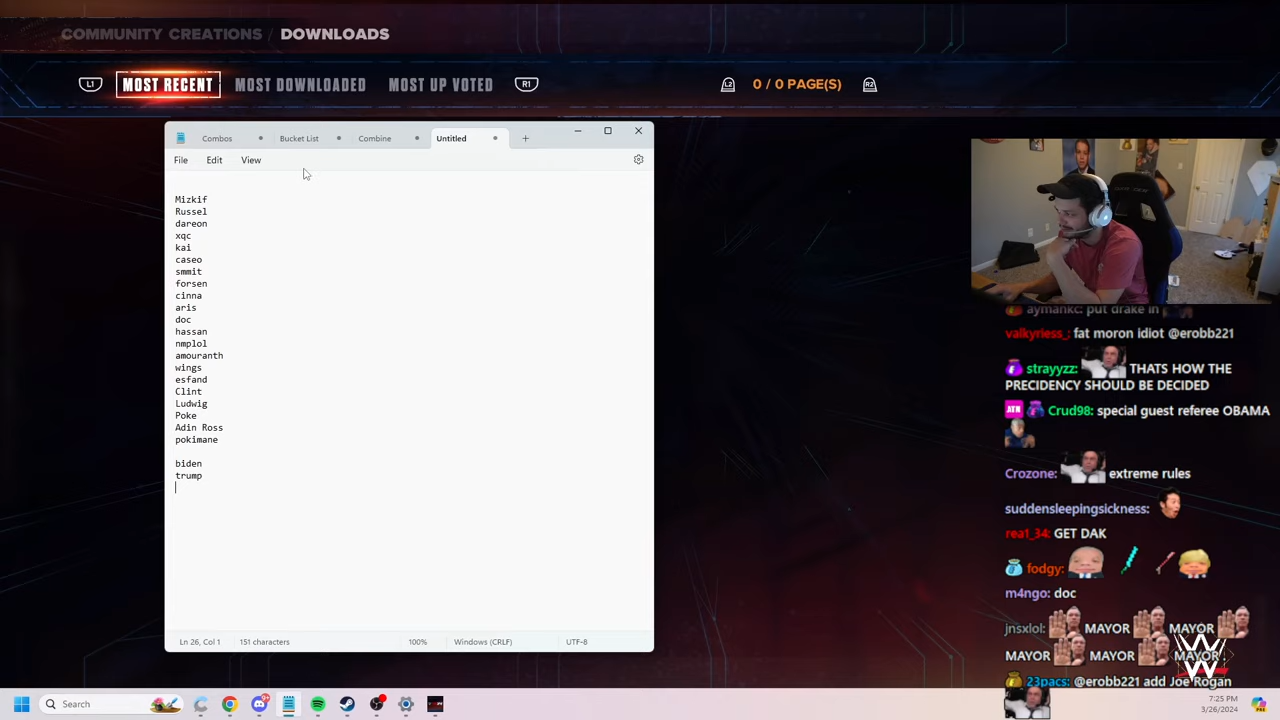 COMMUNITY CREATIONS / DOWNLOADS
L1 MOST RECENT MOST DOWNLOADED MOST UP VOTED R1 L2 0 / 0 PAGE(S) R2
Combos Bucket List Combine Untitled
File Edit View
Mizkif
Russel
dareon
xqc
kai
caseo
smmit
forsen
cinna
aris
doc
hassan
nmplol
amouranth
wings
esfand
Clint
Ludwig
Poke
Adin Ross
pokimane
biden
trump
Ln 26, Col 1 151 characters 100% Windows (CRLF) UTF-8
aymankc: put drake in
valkyriess_: fat moron idiot @erobb221
strayyzz: THATS HOW THE
PRECIDENCY SHOULD BE DECIDED
Crud98: special guest referee OBAMA
Crozone: extreme rules
suddensleepingsickness:
rea1_34: GET DAK
fodgy:
m4ngo: doc
jnsxlol: MAYOR MAYOR
MAYOR MAYOR MAYOR
23pacs: @erobb221 add Joe Rogan
Search
7:25 PM
3/26/2024